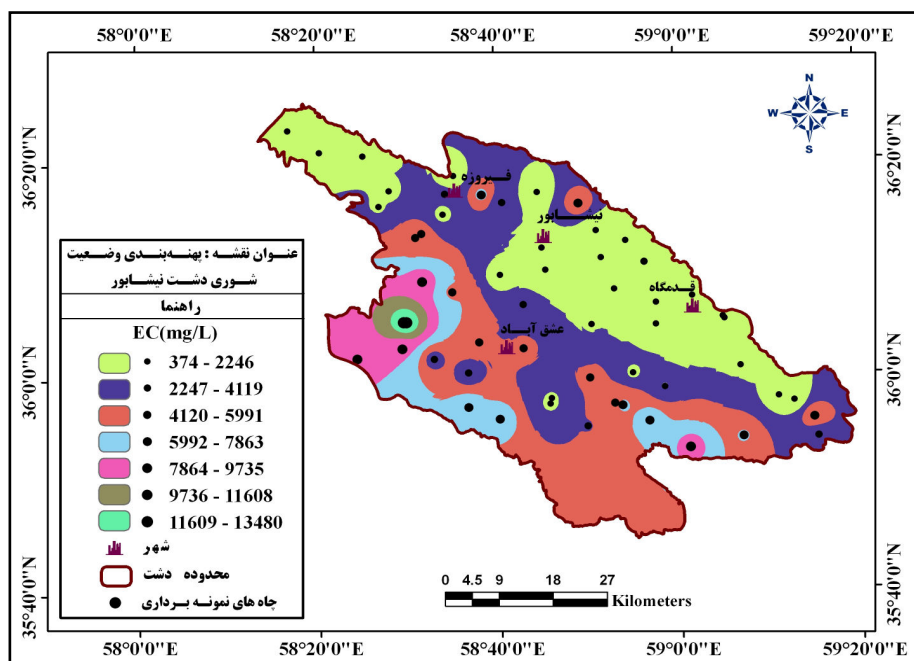 58°0'0"E 58°20'0"E 58°40'0"E 59°0'0"E 59°20'0"E
N
W E
S
36°20'0"N 36°20'0"N
فیروزه
نیشابور
قدمگاه
عشق آباد
عنوان نقشه : پهنه‌بندی وضعیت
شوری دشت نیشابور
راهنما
EC(mg/L)
374 - 2246
2247 - 4119
4120 - 5991
5992 - 7863
7864 - 9735
9736 - 11608
11609 - 13480
شهر
محدوده دشت
چاه های نمونه برداری
36°0'0"N 36°0'0"N
0 4.5 9 18 27
Kilometers
35°40'0"N 35°40'0"N
58°0'0"E 58°20'0"E 58°40'0"E 59°0'0"E 59°20'0"E